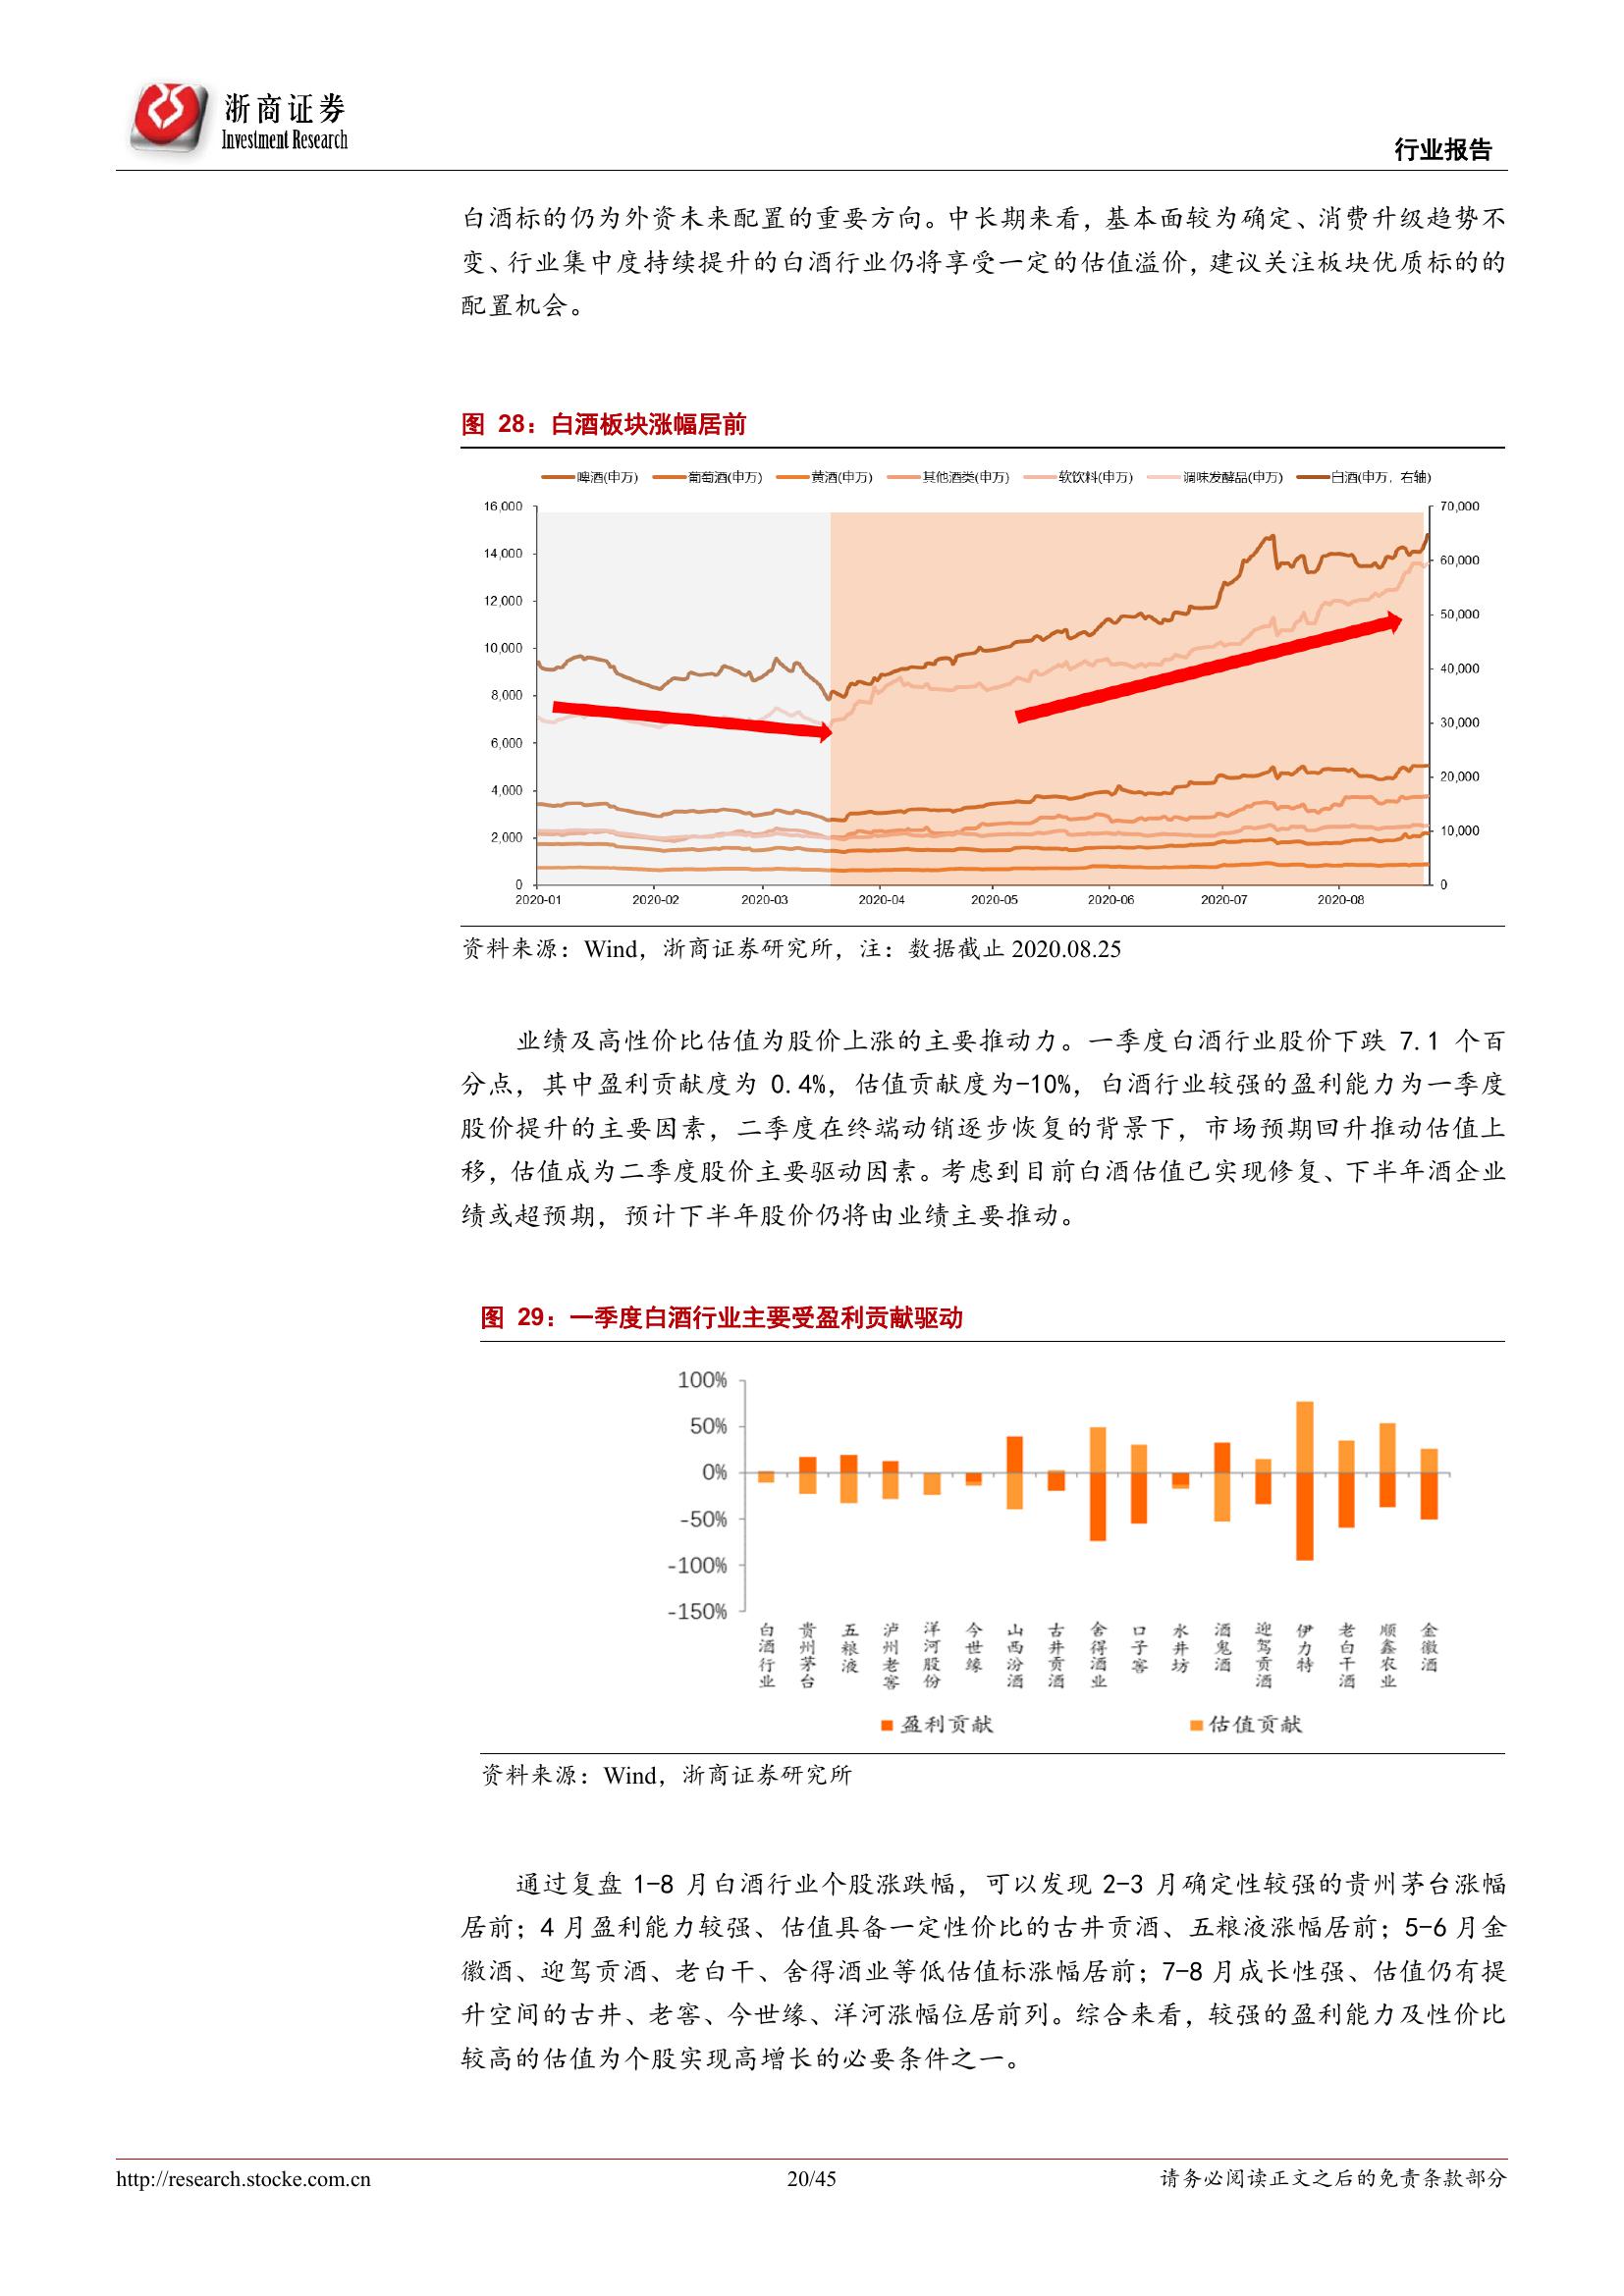 浙商证券
Investment Research
行业报告
白酒标的仍为外资未来配置的重要方向。中长期来看，基本面较为确定、消费升级趋势不
变、行业集中度持续提升的白酒行业仍将享受一定的估值溢价，建议关注板块优质标的的
配置机会。
图 28：白酒板块涨幅居前
啤酒(申万) 葡萄酒(申万) 黄酒(申万) 其他酒类(申万) 软饮料(申万) 调味发酵品(申万) 白酒(申万，右轴)
16,000 70,000
14,000 60,000
12,000 50,000
10,000 40,000
8,000 30,000
6,000
4,000 20,000
2,000 10,000
0 0
2020-01 2020-02 2020-03 2020-04 2020-05 2020-06 2020-07 2020-08
资料来源：Wind，浙商证券研究所，注：数据截止 2020.08.25
业绩及高性价比估值为股价上涨的主要推动力。一季度白酒行业股价下跌 7.1 个百
分点，其中盈利贡献度为 0.4%，估值贡献度为-10%，白酒行业较强的盈利能力为一季度
股价提升的主要因素，二季度在终端动销逐步恢复的背景下，市场预期回升推动估值上
移，估值成为二季度股价主要驱动因素。考虑到目前白酒估值已实现修复、下半年酒企业
绩或超预期，预计下半年股价仍将由业绩主要推动。
图 29：一季度白酒行业主要受盈利贡献驱动
100%
50%
0%
-50%
-100%
-150%
白酒行业 贵州茅台 五粮液 泸州老窖 洋河股份 今世缘 山西汾酒 古井贡酒 舍得酒业 口子窖 水井坊 酒鬼酒 迎驾贡酒 伊力特 老白干酒 顺鑫农业 金徽酒
盈利贡献 估值贡献
资料来源：Wind，浙商证券研究所
通过复盘 1-8 月白酒行业个股涨跌幅，可以发现 2-3 月确定性较强的贵州茅台涨幅
居前；4 月盈利能力较强、估值具备一定性价比的古井贡酒、五粮液涨幅居前；5-6 月金
徽酒、迎驾贡酒、老白干、舍得酒业等低估值标涨幅居前；7-8 月成长性强、估值仍有提
升空间的古井、老窖、今世缘、洋河涨幅位居前列。综合来看，较强的盈利能力及性价比
较高的估值为个股实现高增长的必要条件之一。
http://research.stocke.com.cn 20/45 请务必阅读正文之后的免责条款部分